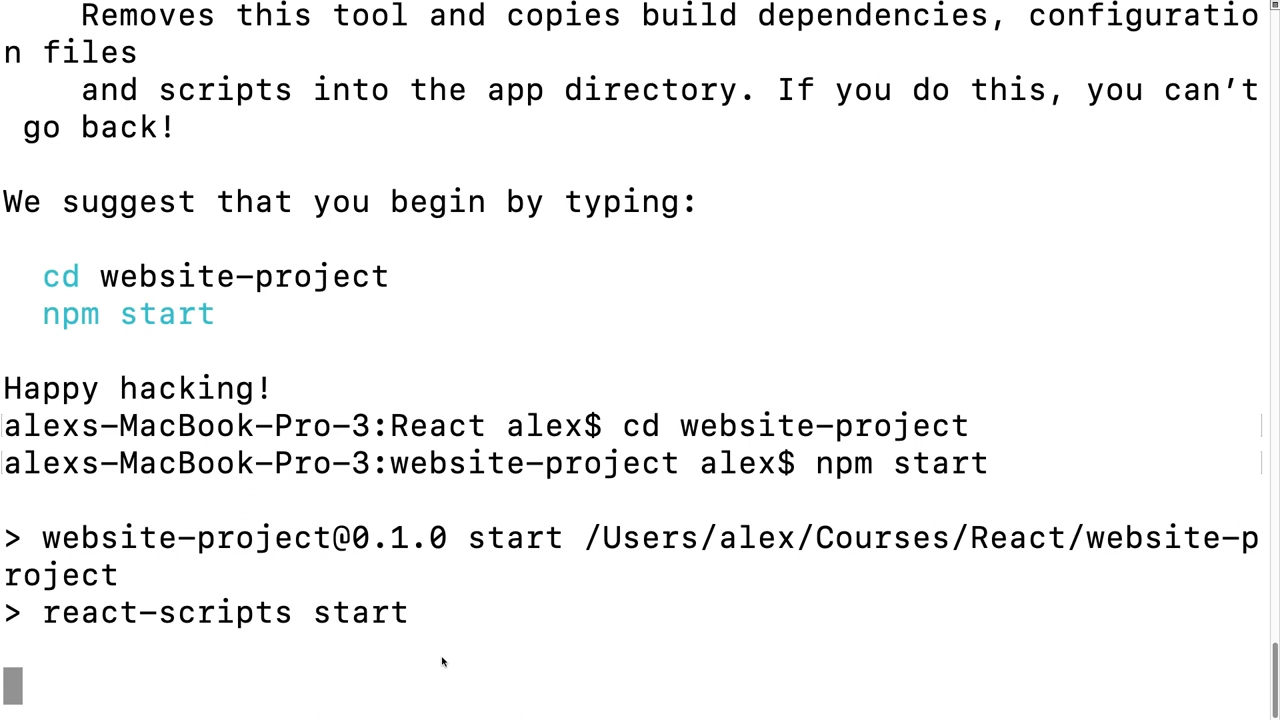 Removes this tool and copies build dependencies, configuratio
n files
and scripts into the app directory. If you do this, you can’t
go back!
We suggest that you begin by typing:
cd website-project
npm start
Happy hacking!
alexs-MacBook-Pro-3:React alex$ cd website-project
alexs-MacBook-Pro-3:website-project alex$ npm start
> website-project@0.1.0 start /Users/alex/Courses/React/website-p
roject
> react-scripts start